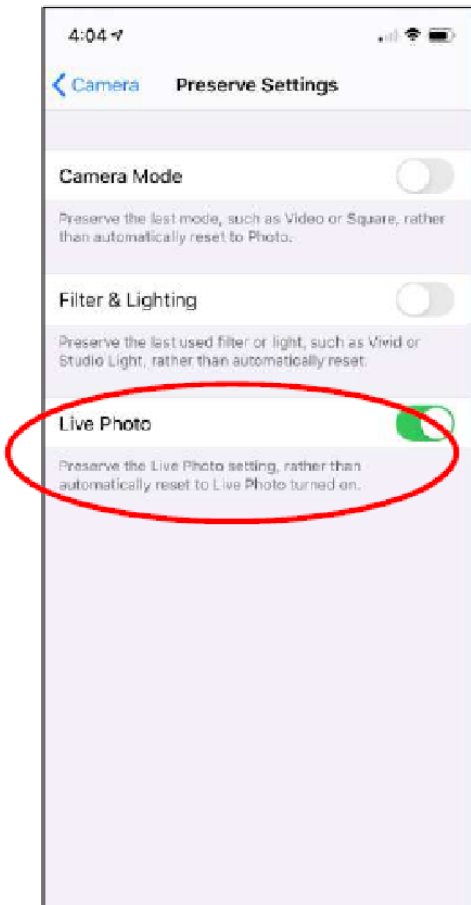 4:04
Camera
Preserve Settings
Camera Mode
Preserve the last mode, such as Video or Square, rather
than automatically reset to Photo.
Filter & Lighting
Preserve the last used filter or light, such as Vivid or
Studio Light, rather than automatically reset.
Live Photo
Preserve the Live Photo setting, rather than
automatically reset to Live Photo turned on.